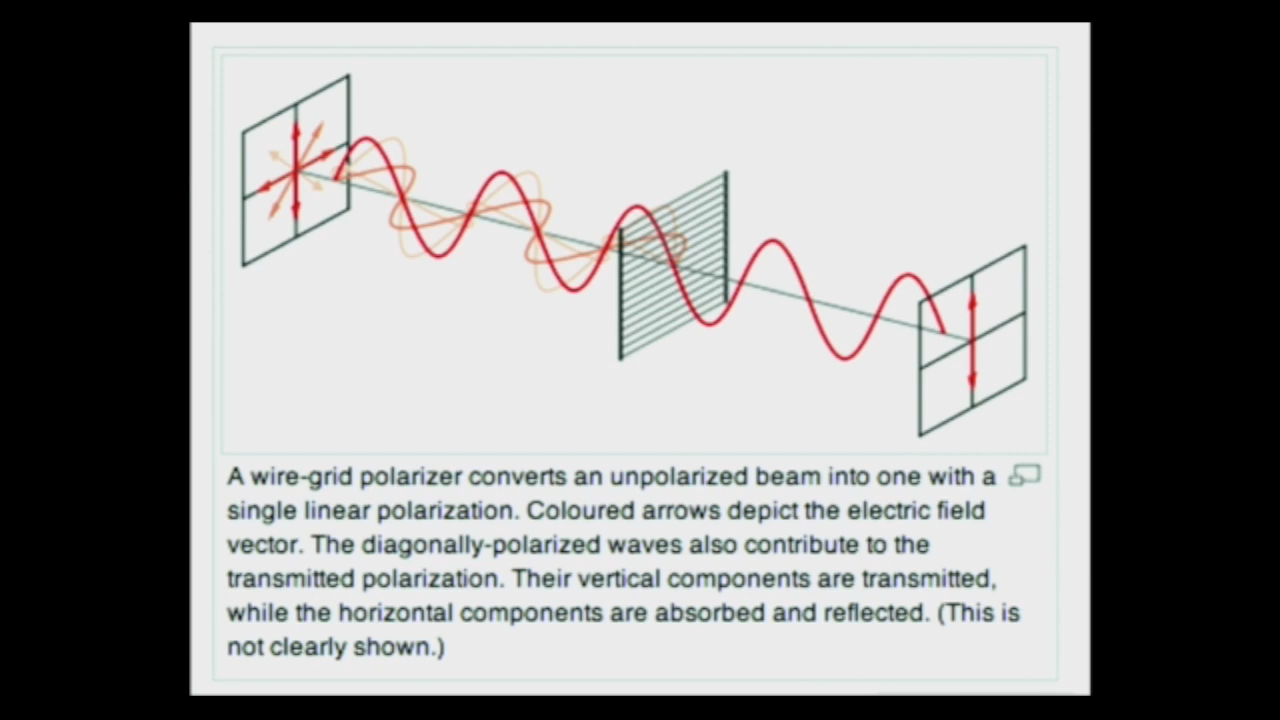 A wire-grid polarizer converts an unpolarized beam into one with a
single linear polarization. Coloured arrows depict the electric field
vector. The diagonally-polarized waves also contribute to the
transmitted polarization. Their vertical components are transmitted,
while the horizontal components are absorbed and reflected. (This is
not clearly shown.)